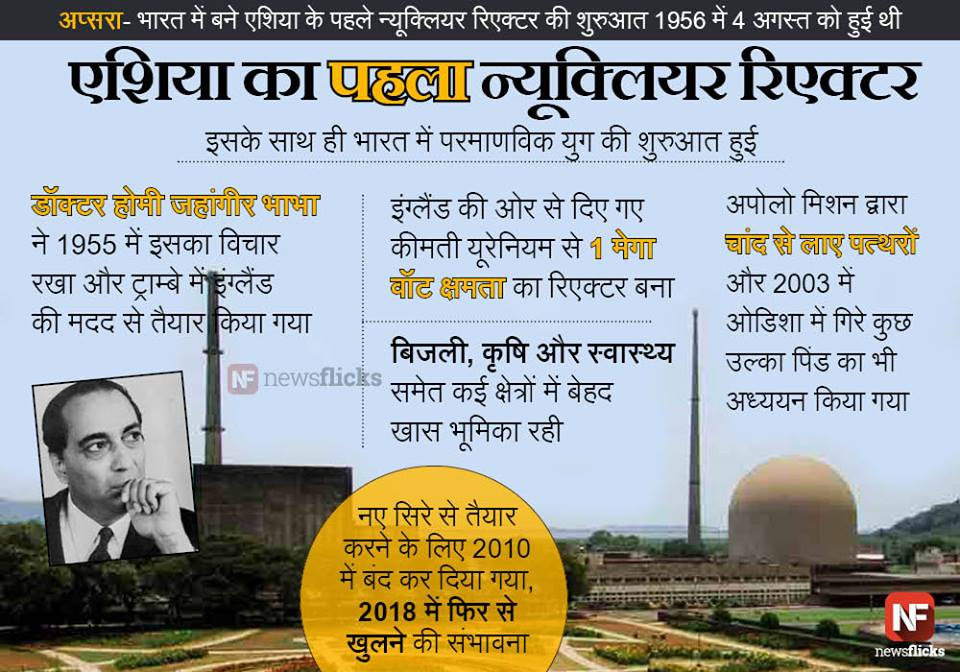 अप्सरा- भारत में बने एशिया के पहले न्यूक्लियर रिएक्टर की शुरुआत 1956 में 4 अगस्त को हुई थी
एशिया का पहला न्यूक्लियर रिएक्टर
इसके साथ ही भारत में परमाणविक युग की शुरुआत हुई
डॉक्टर होमी जहांगीर भाभा
ने 1955 में इसका विचार
रखा और ट्राम्बे में इंग्लैंड
की मदद से तैयार किया गया
इंग्लैंड की ओर से दिए गए
कीमती यूरेनियम से 1 मेगा
वॉट क्षमता का रिएक्टर बना
बिजली, कृषि और स्वास्थ्य
समेत कई क्षेत्रों में बेहद
खास भूमिका रही
अपोलो मिशन द्वारा
चांद से लाए पत्थरों
और 2003 में
ओडिशा में गिरे कुछ
उल्का पिंड का भी
अध्ययन किया गया
NF newsflicks
नए सिरे से तैयार
करने के लिए 2010
में बंद कर दिया गया,
2018 में फिर से
खुलने की संभावना
NF
newsflicks